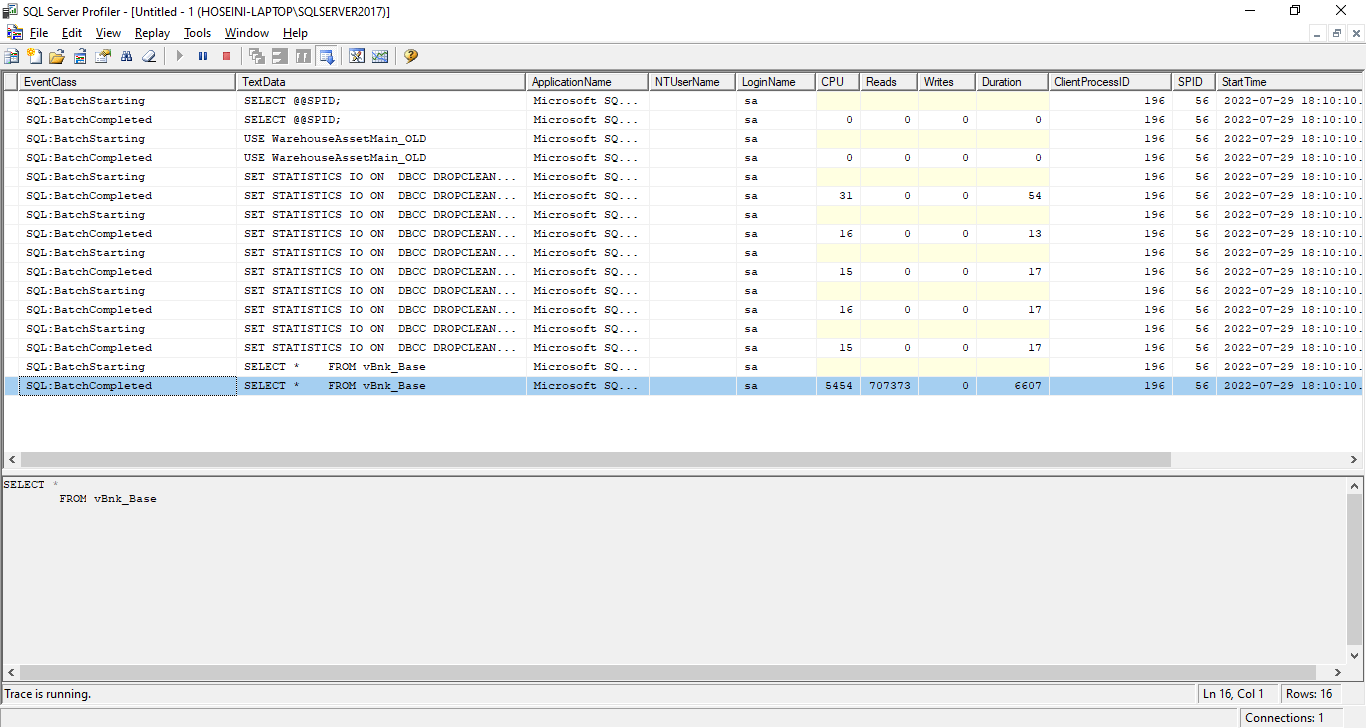 SQL Server Profiler - [Untitled - 1 (HOSEINI-LAPTOP\SQLSERVER2017)]
File Edit View Replay Tools Window Help
EventClass TextData ApplicationName NTUserName LoginName CPU Reads Writes Duration ClientProcessID SPID StartTime
SQL:BatchStarting SELECT @@SPID; Microsoft SQ... sa 196 56 2022-07-29 18:10:10.
SQL:BatchCompleted SELECT @@SPID; Microsoft SQ... sa 0 0 0 0 196 56 2022-07-29 18:10:10.
SQL:BatchStarting USE WarehouseAssetMain_OLD Microsoft SQ... sa 196 56 2022-07-29 18:10:10.
SQL:BatchCompleted USE WarehouseAssetMain_OLD Microsoft SQ... sa 0 0 0 0 196 56 2022-07-29 18:10:10.
SQL:BatchStarting SET STATISTICS IO ON DBCC DROPCLEAN... Microsoft SQ... sa 196 56 2022-07-29 18:10:10.
SQL:BatchCompleted SET STATISTICS IO ON DBCC DROPCLEAN... Microsoft SQ... sa 31 0 0 54 196 56 2022-07-29 18:10:10.
SQL:BatchStarting SET STATISTICS IO ON DBCC DROPCLEAN... Microsoft SQ... sa 196 56 2022-07-29 18:10:10.
SQL:BatchCompleted SET STATISTICS IO ON DBCC DROPCLEAN... Microsoft SQ... sa 16 0 0 13 196 56 2022-07-29 18:10:10.
SQL:BatchStarting SET STATISTICS IO ON DBCC DROPCLEAN... Microsoft SQ... sa 196 56 2022-07-29 18:10:10.
SQL:BatchCompleted SET STATISTICS IO ON DBCC DROPCLEAN... Microsoft SQ... sa 15 0 0 17 196 56 2022-07-29 18:10:10.
SQL:BatchStarting SET STATISTICS IO ON DBCC DROPCLEAN... Microsoft SQ... sa 196 56 2022-07-29 18:10:10.
SQL:BatchCompleted SET STATISTICS IO ON DBCC DROPCLEAN... Microsoft SQ... sa 16 0 0 17 196 56 2022-07-29 18:10:10.
SQL:BatchStarting SET STATISTICS IO ON DBCC DROPCLEAN... Microsoft SQ... sa 196 56 2022-07-29 18:10:10.
SQL:BatchCompleted SET STATISTICS IO ON DBCC DROPCLEAN... Microsoft SQ... sa 15 0 0 17 196 56 2022-07-29 18:10:10.
SQL:BatchStarting SELECT * FROM vBnk_Base Microsoft SQ... sa 196 56 2022-07-29 18:10:10.
SQL:BatchCompleted SELECT * FROM vBnk_Base Microsoft SQ... sa 5454 707373 0 6607 196 56 2022-07-29 18:10:10.
SELECT *
FROM vBnk_Base
Trace is running. Ln 16, Col 1 Rows: 16
Connections: 1